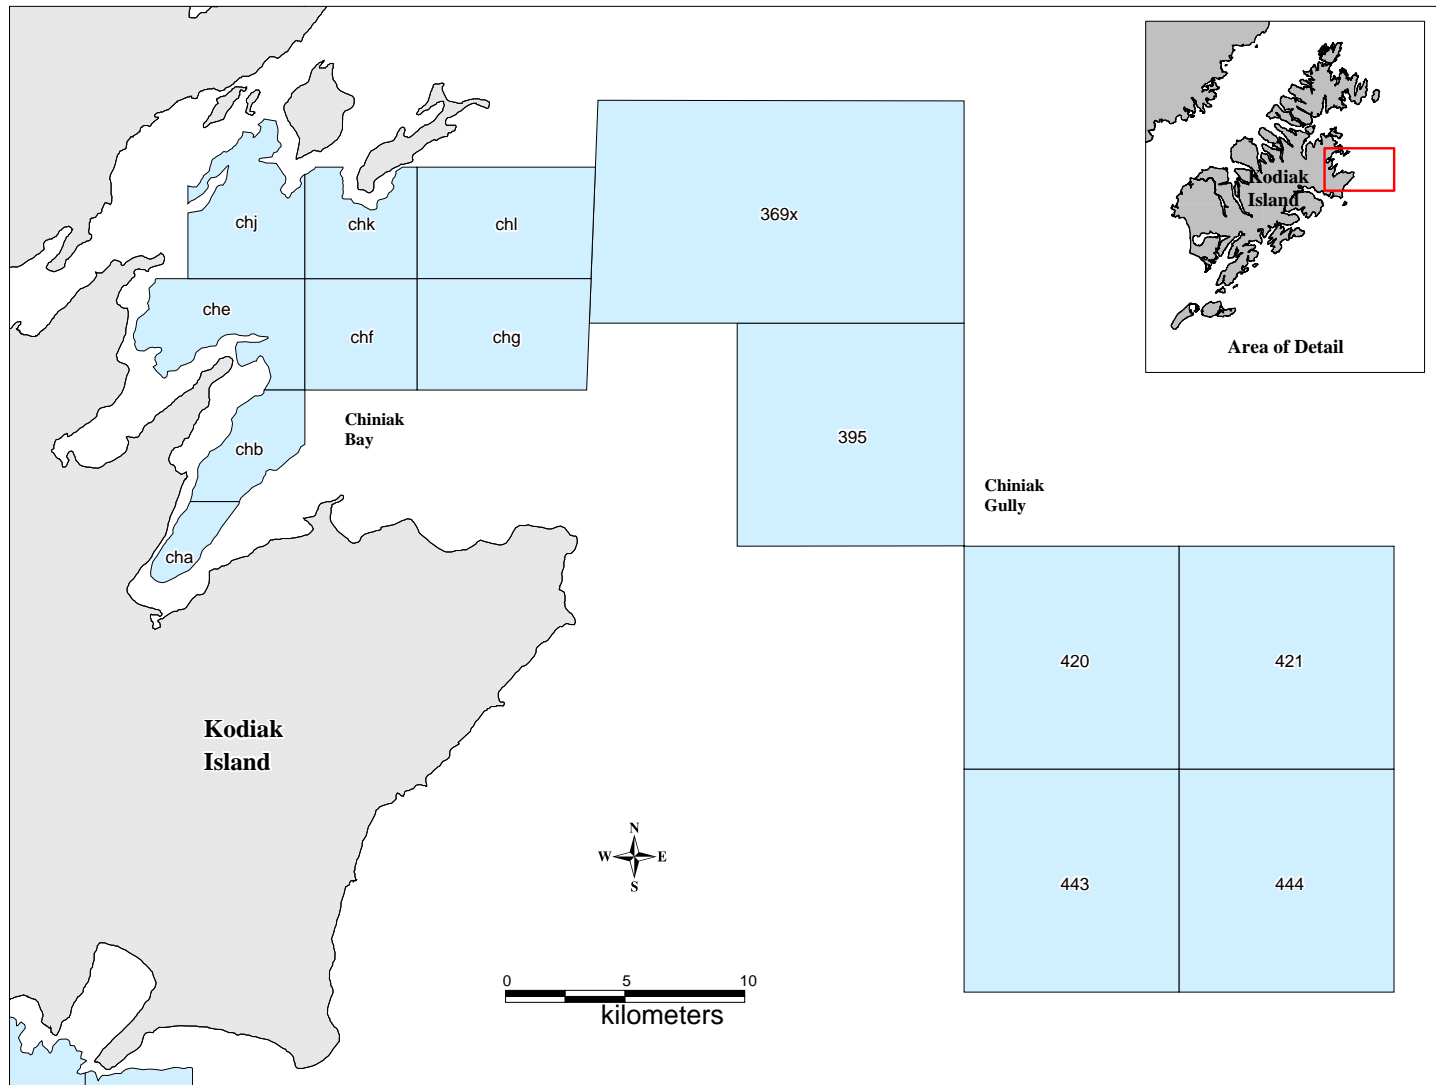 Kodiak
Island
Area of Detail
369x
chj
chk
chl
che
chf
chg
Chiniak
Bay
395
chb
Chiniak
Gully
cha
420
421
Kodiak
Island
N
W
E
S
443
444
0
5
10
kilometers